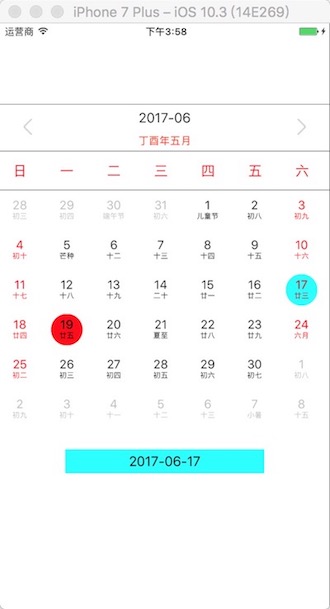 iPhone 7 Plus – iOS 10.3 (14E269)
运营商 下午3:58
2017-06
丁酉年五月
日 一 二 三 四 五 六
28 29 30 31 1 2 3
初三 初四 端午节 初六 儿童节 初八 初九
4 5 6 7 8 9 10
初十 芒种 十二 十三 十四 十五 十六
11 12 13 14 15 16 17
十七 十八 十九 二十 廿一 廿二 廿三
18 19 20 21 22 23 24
廿四 廿五 廿六 夏至 廿八 廿九 六月
25 26 27 28 29 30 1
初二 初三 初四 初五 初六 初七 初八
2 3 4 5 6 7 8
初九 初十 十一 十二 十三 小暑 十五
2017-06-17